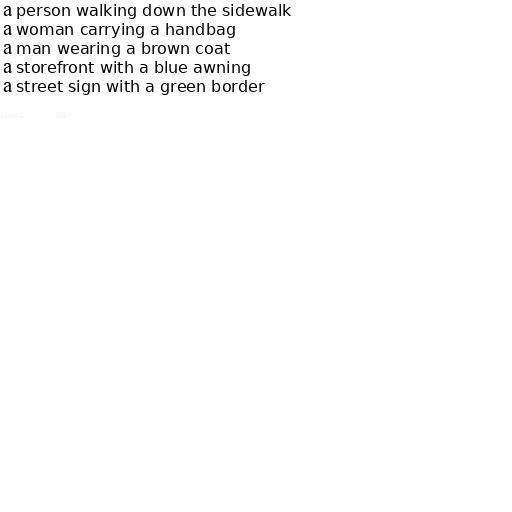 a person walking down the sidewalk
a woman carrying a handbag
a man wearing a brown coat
a storefront with a blue awning
a street sign with a green border